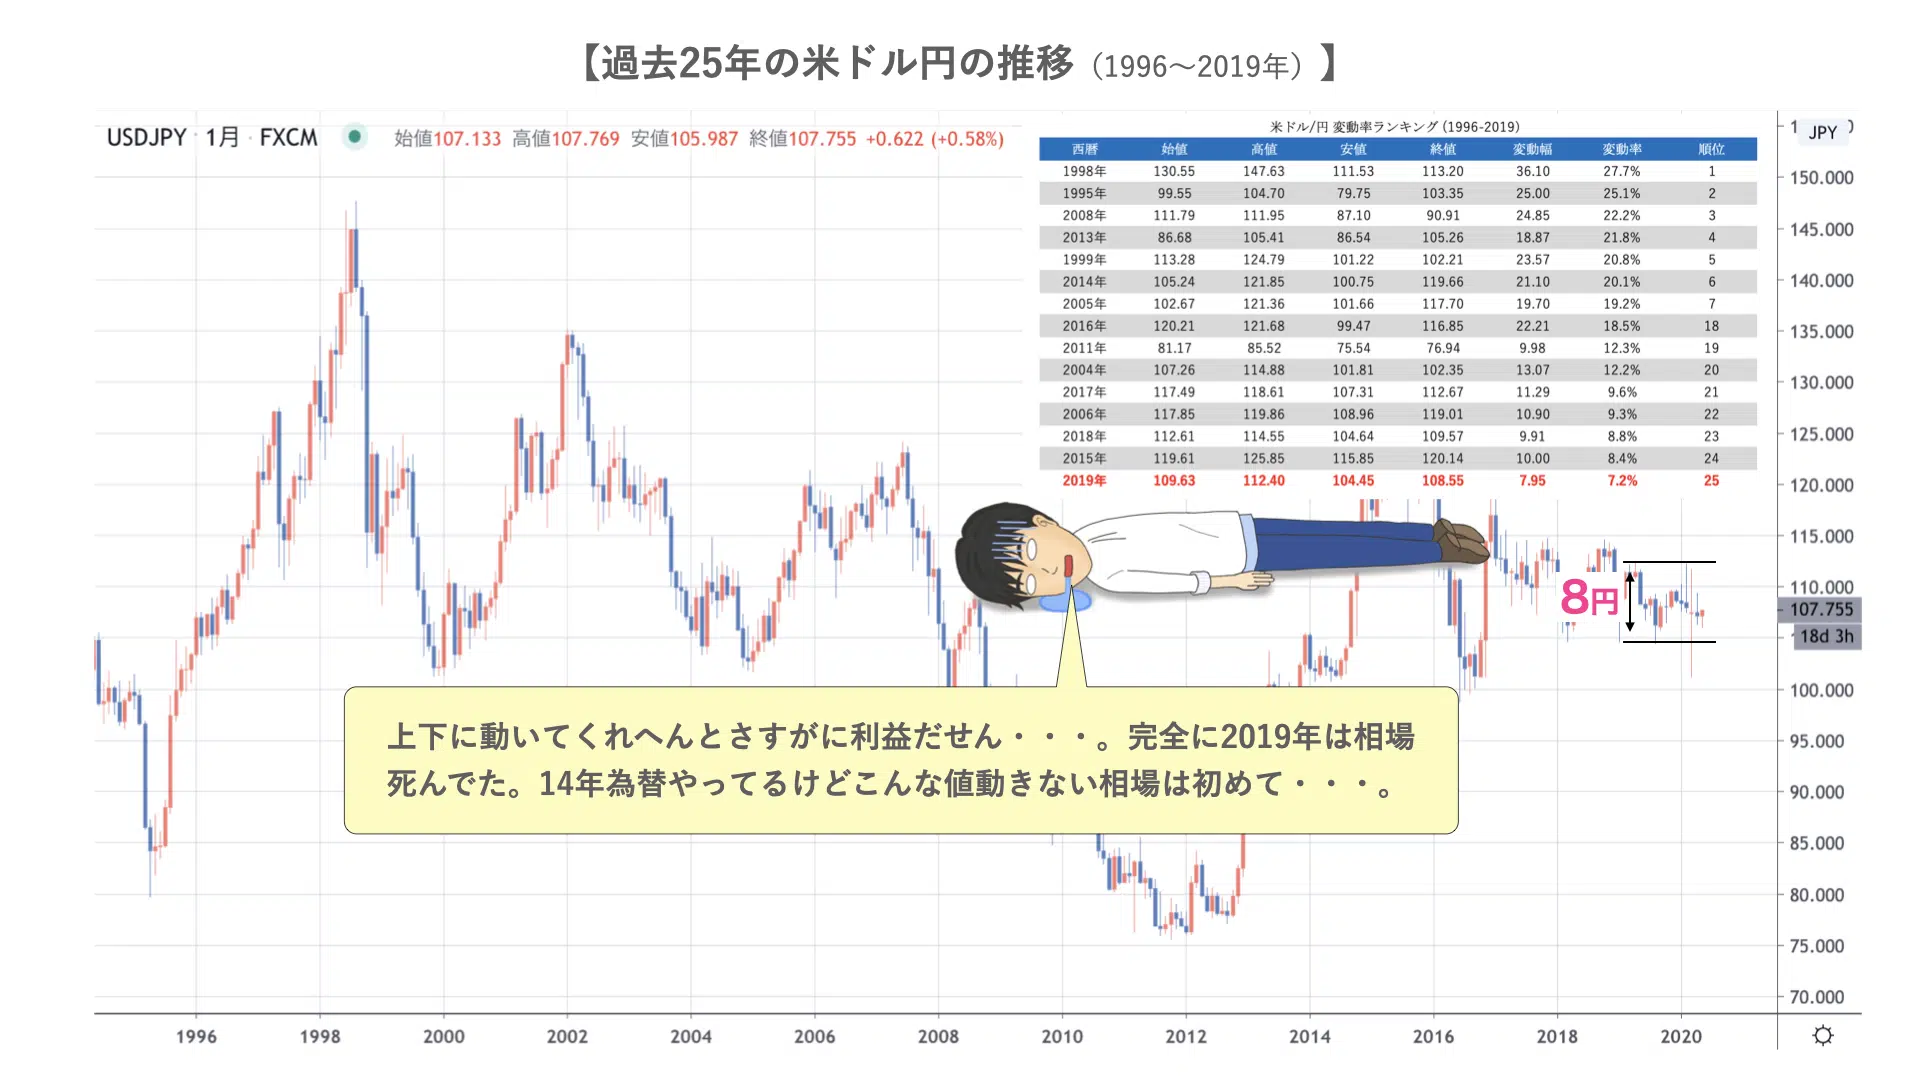 【過去25年の米ドル円の推移（1996〜2019年）】
USDJPY · 1月 · FXCM
始値107.133 高値107.769 安値105.987 終値107.755 +0.622 (+0.58%)
米ドル/円 変動率ランキング (1996-2019)
西暦 始値 高値 安値 終値 変動幅 変動率 順位
1998年 130.55 147.63 111.53 113.20 36.10 27.7% 1
1995年 99.55 104.70 79.75 103.35 25.00 25.1% 2
2008年 111.79 111.95 87.10 90.91 24.85 22.2% 3
2013年 86.68 105.41 86.54 105.26 18.87 21.8% 4
1999年 113.28 124.79 101.22 102.21 23.57 20.8% 5
2014年 105.24 121.85 100.75 119.66 21.10 20.1% 6
2005年 102.67 121.36 101.66 117.70 19.70 19.2% 7
2016年 120.21 121.68 99.47 116.85 22.21 18.5% 18
2011年 81.17 85.52 75.54 76.94 9.98 12.3% 19
2004年 107.26 114.88 101.81 102.35 13.07 12.2% 20
2017年 117.49 118.61 107.31 112.67 11.29 9.6% 21
2006年 117.85 119.86 108.96 119.01 10.90 9.3% 22
2018年 112.61 114.55 104.64 109.57 9.91 8.8% 23
2015年 119.61 125.85 115.85 120.14 10.00 8.4% 24
2019年 109.63 112.40 104.45 108.55 7.95 7.2% 25
JPY
150.000
145.000
140.000
135.000
130.000
125.000
120.000
115.000
110.000
107.755
18d 3h
100.000
95.000
90.000
85.000
80.000
75.000
70.000
8円
上下に動いてくれへんとさすがに利益だせん・・・。完全に2019年は相場
死んでた。14年為替やってるけどこんな値動きない相場は初めて・・・。
1996 1998 2000 2002 2004 2006 2008 2010 2012 2014 2016 2018 2020